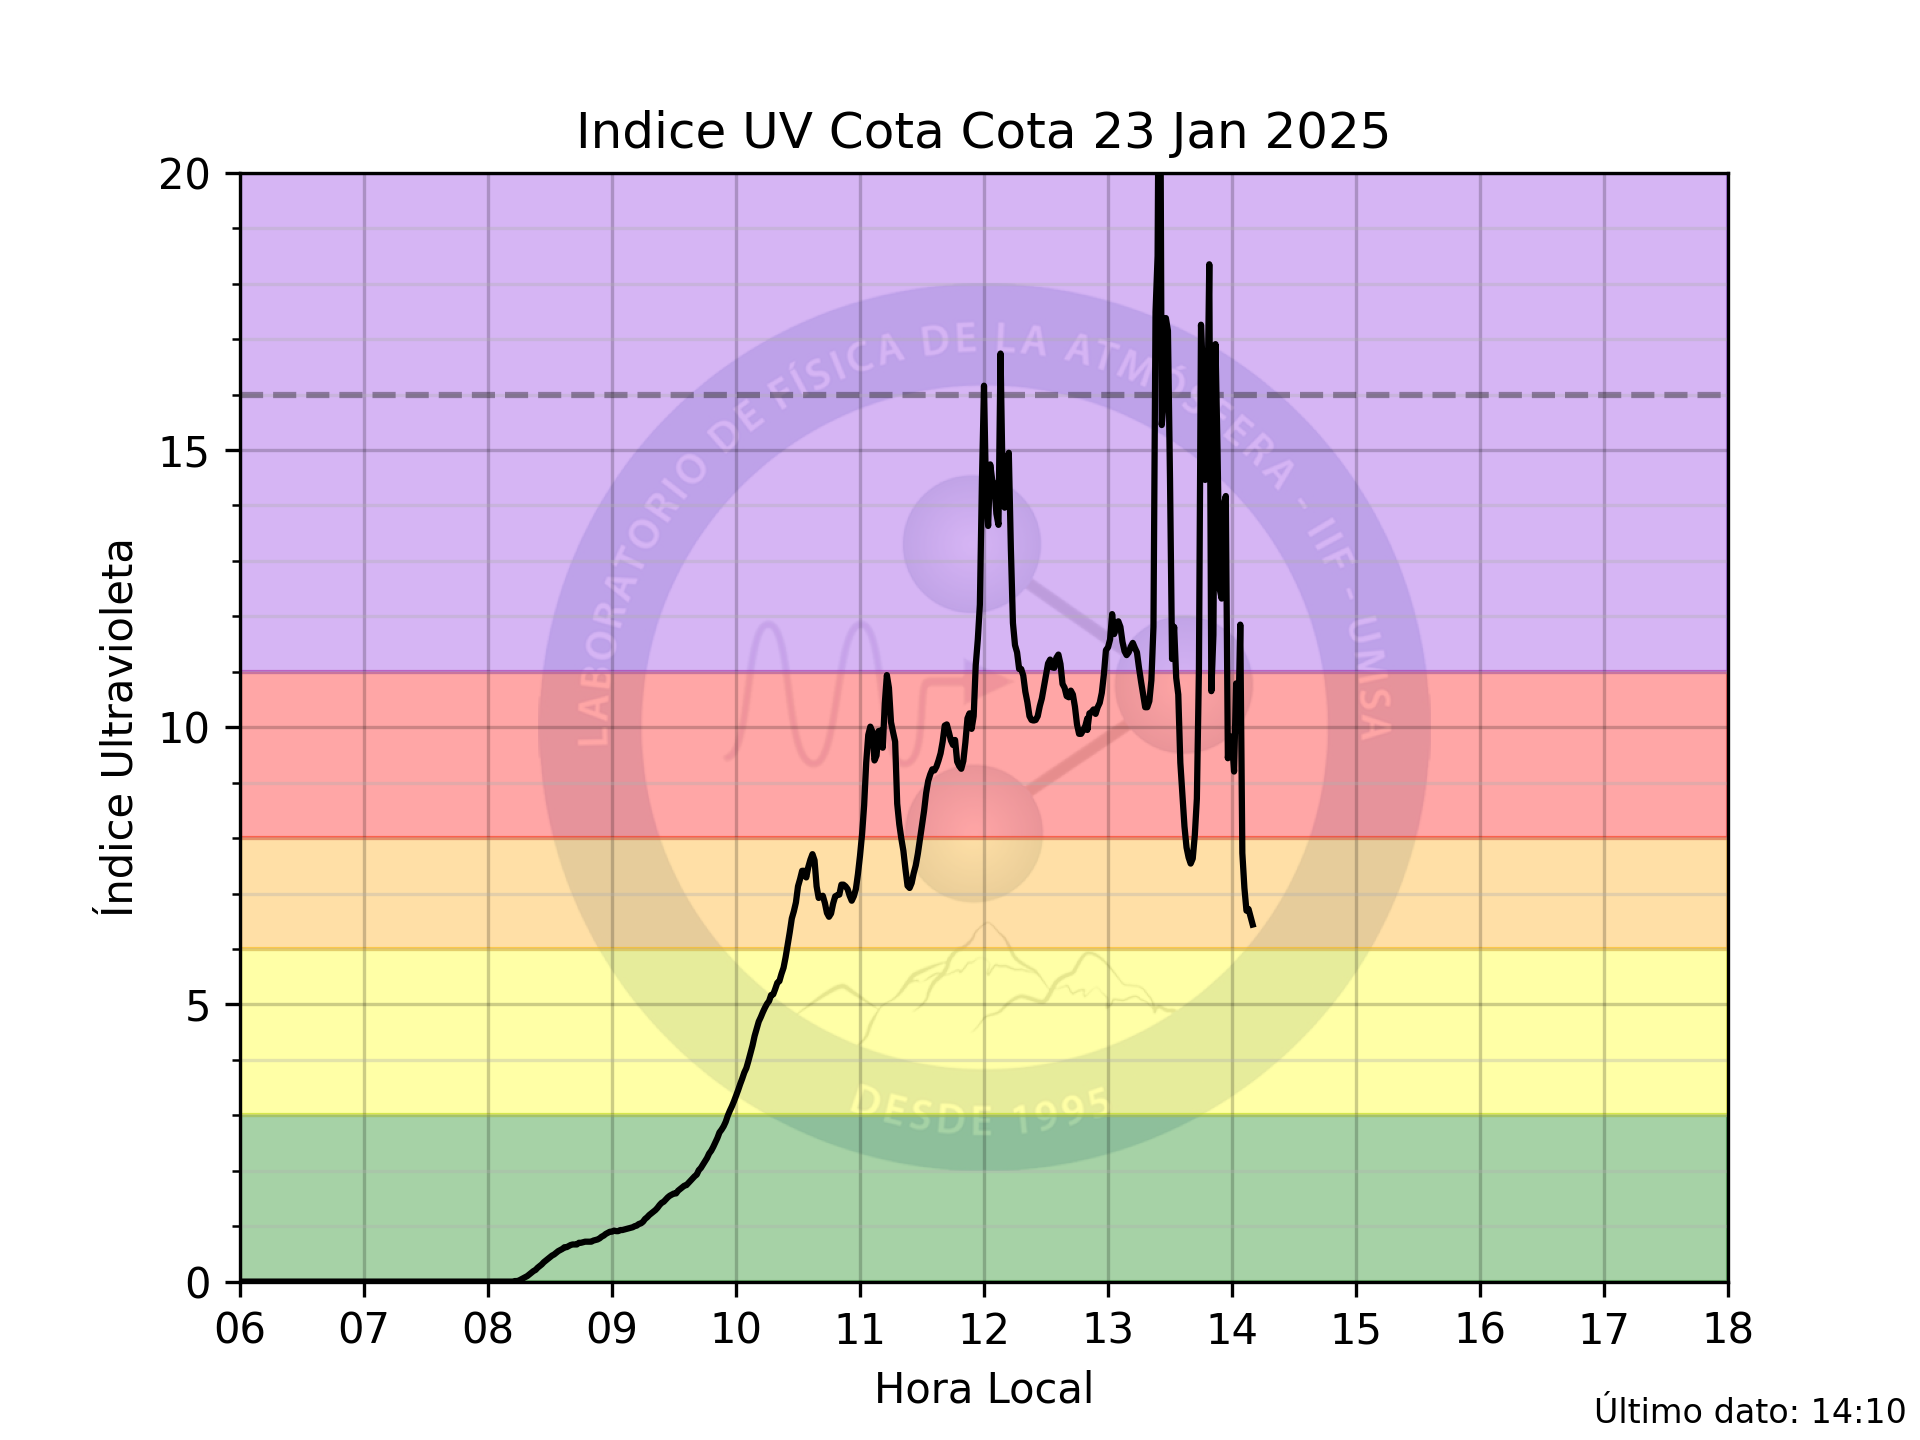 Indice UV Cota Cota 23 Jan 2025
20
15
10
5
0
Índice Ultravioleta
LABORATORIO DE FÍSICA DE LA ATMÓSFERA - IIF - UMSA
DESDE 1995
06 07 08 09 10 11 12 13 14 15 16 17 18
Hora Local
Último dato: 14:10